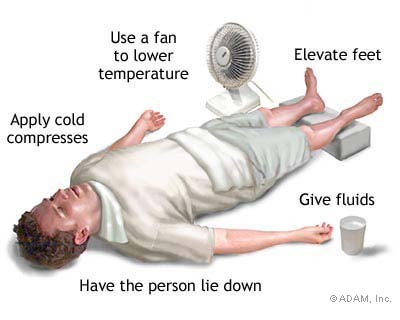 Use a fan
to lower
temperature
Elevate feet
Apply cold
compresses
Give fluids
Have the person lie down
© ADAM, Inc.